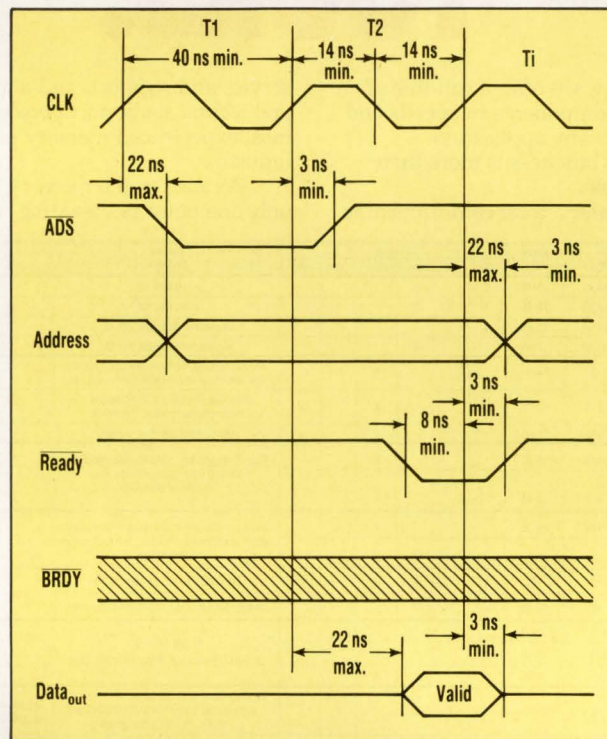 T1 T2 Ti
40 ns min. 14 ns min. 14 ns min.
CLK
22 ns max. 3 ns min.
ADS
22 ns max. 3 ns min.
Address
3 ns min.
8 ns min.
Ready
BRDY
22 ns max. 3 ns min.
Data out Valid